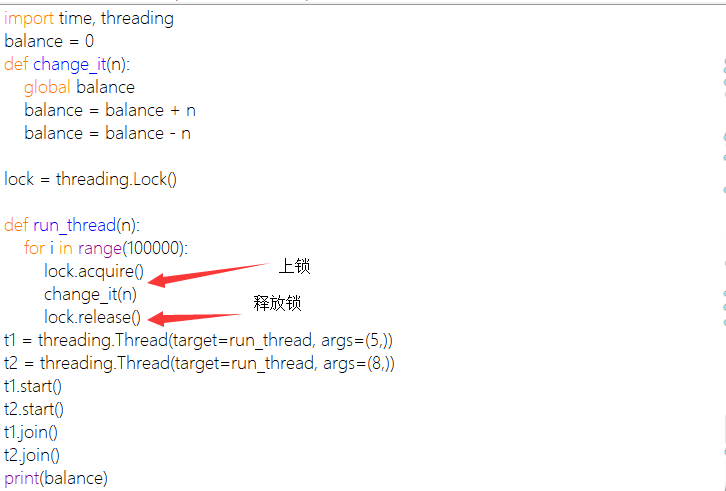 import time, threading
balance = 0
def change_it(n):
    global balance
    balance = balance + n
    balance = balance - n

lock = threading.Lock()

def run_thread(n):
    for i in range(100000):
        lock.acquire()
上锁
        change_it(n)
释放锁
        lock.release()
t1 = threading.Thread(target=run_thread, args=(5,))
t2 = threading.Thread(target=run_thread, args=(8,))
t1.start()
t2.start()
t1.join()
t2.join()
print(balance)